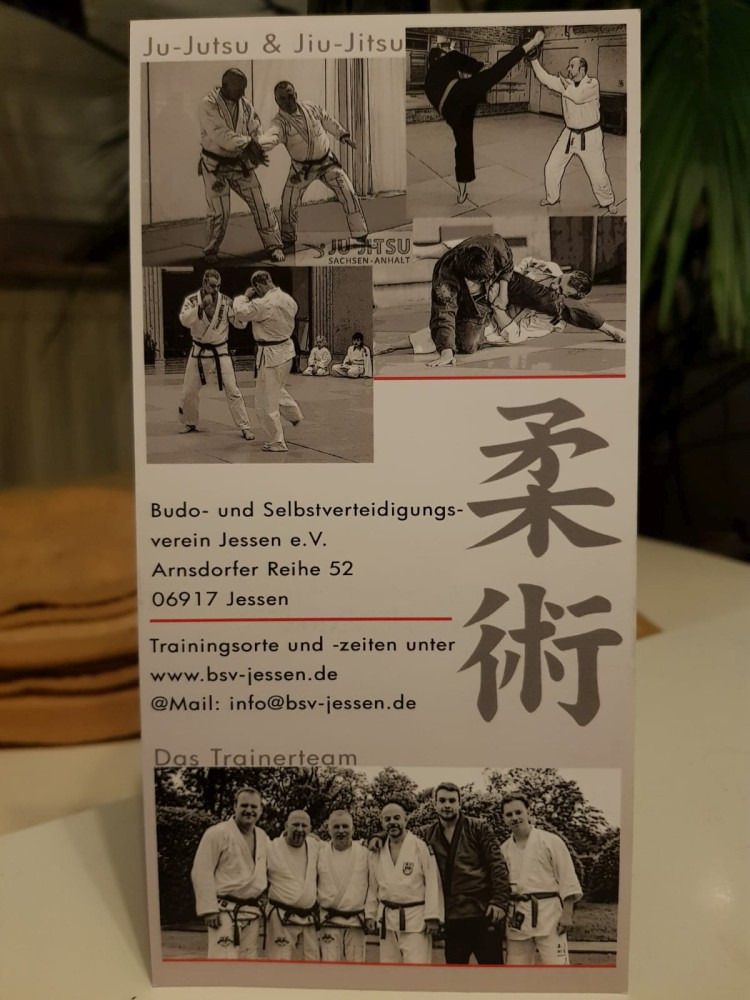 Ju-Jutsu & Jiu-Jitsu
JU-JITSU
SACHSEN-ANHALT
柔
術
Budo- und Selbstverteidigungs-
verein Jessen e.V.
Arnsdorfer Reihe 52
06917 Jessen
Trainingsorte und -zeiten unter
www.bsv-jessen.de
@Mail: info@bsv-jessen.de
Das Trainerteam